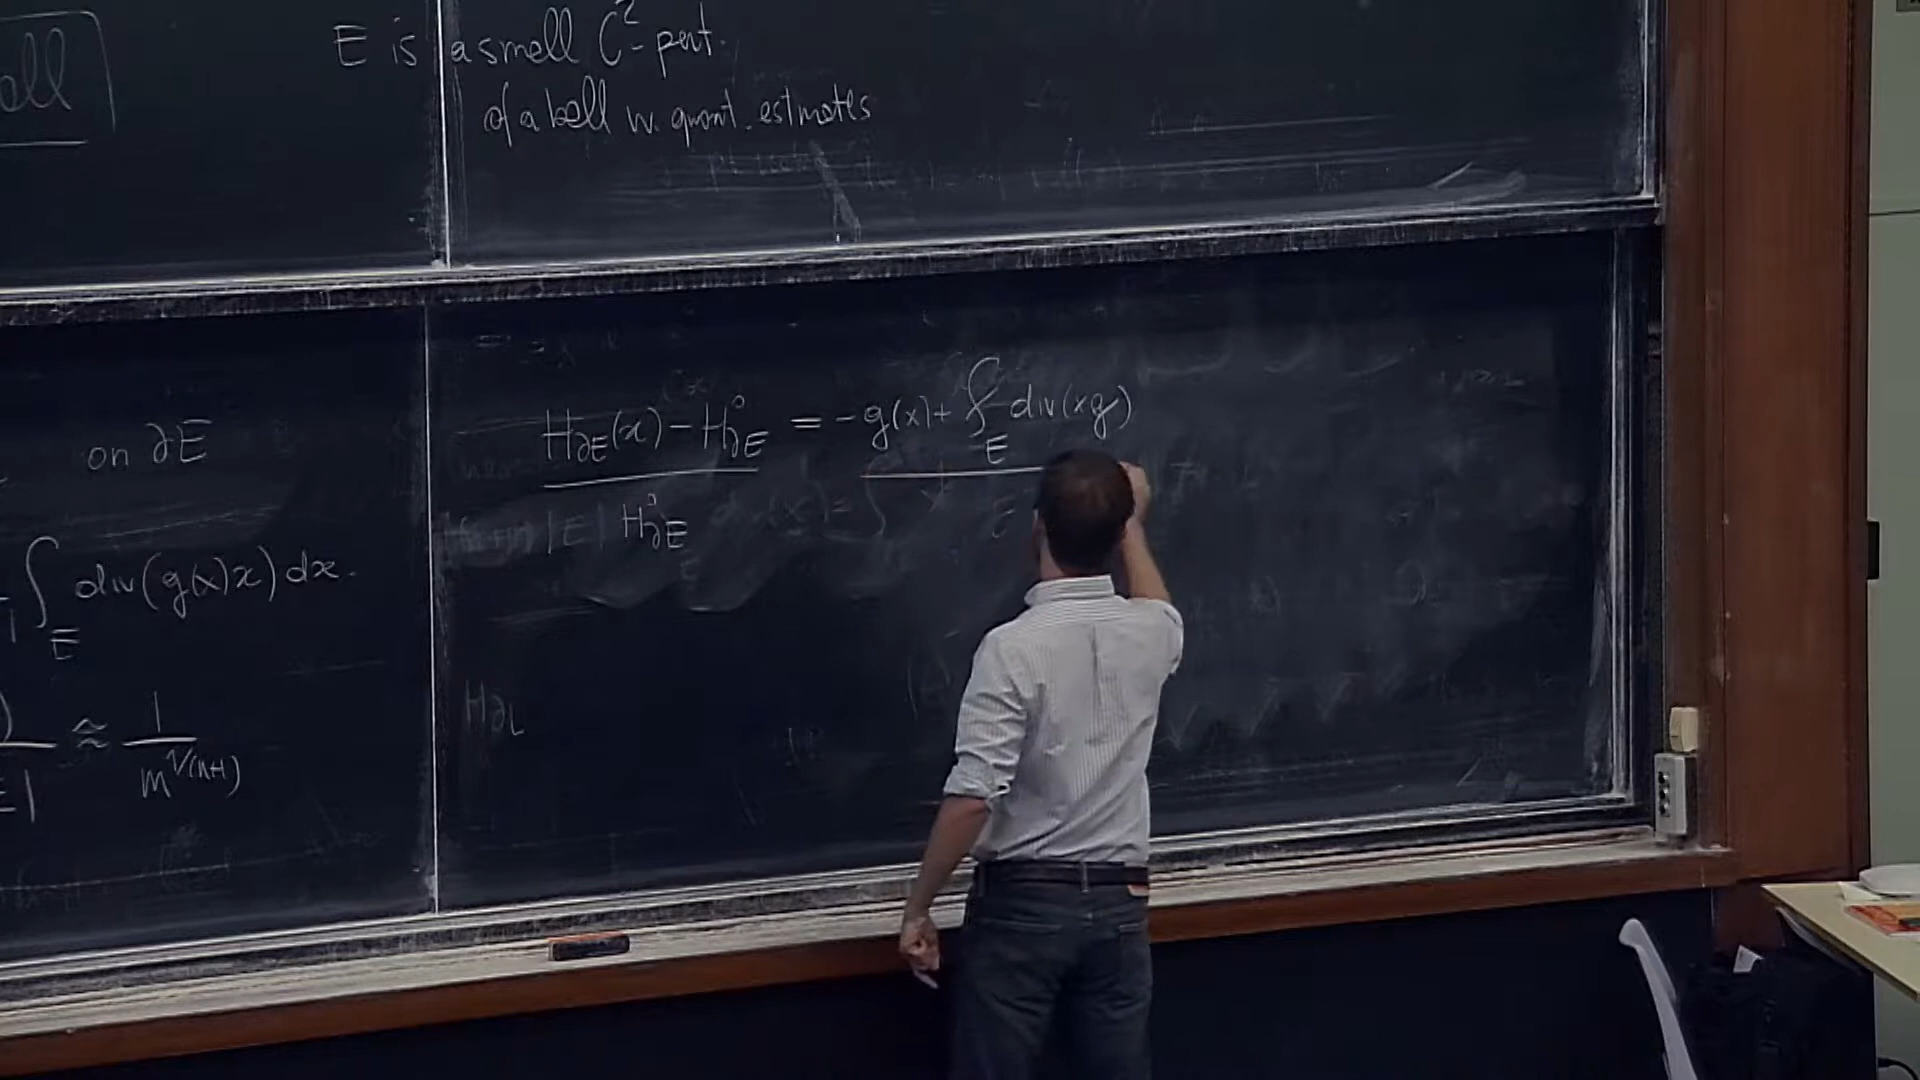 ell
E is a small C²-pert.
of a ball w. quant. estimates
on ∂E
∫_E div(g(x)x)dx.
≈ 1/m^{1/(n+1)}
E|
(H_{∂E}(x) - H°_{∂E})/H°_{∂E} = -g(x) + ⨍_E div(xg)
H∂